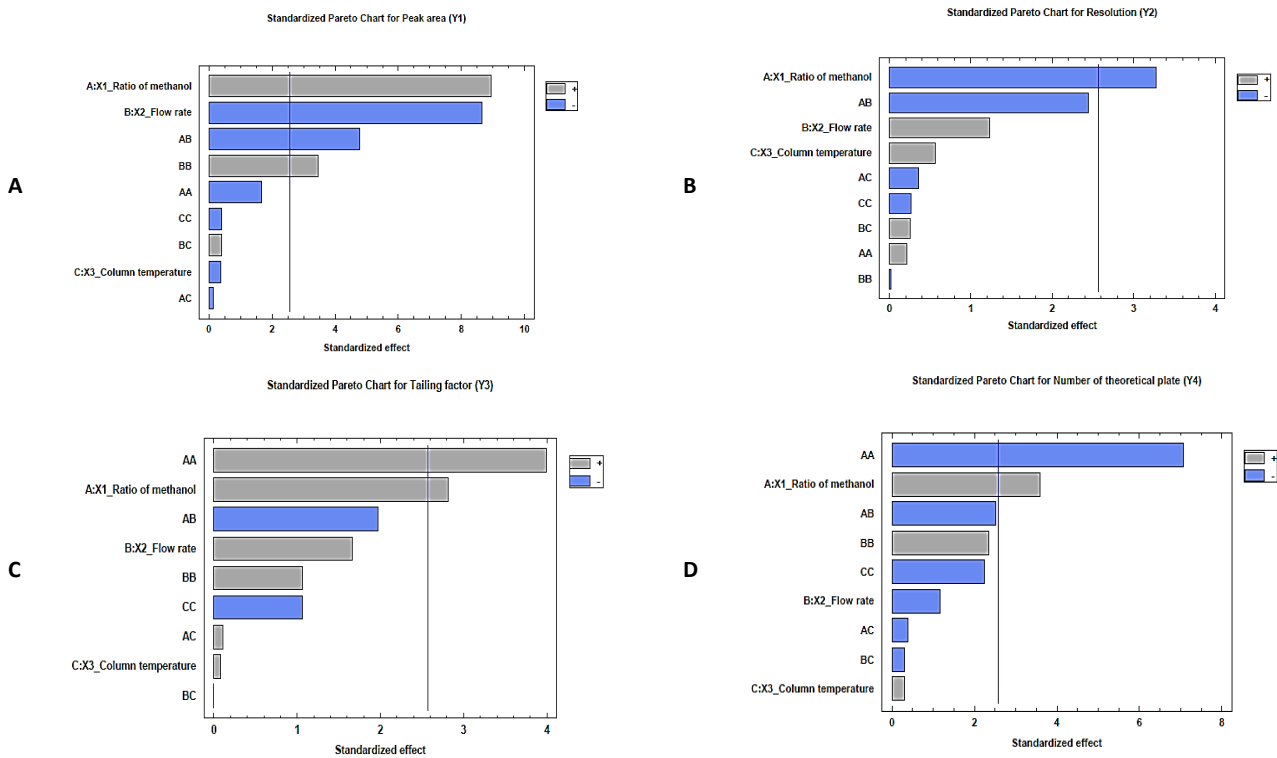 Standardized Pareto Chart for Peak area (Y1)
A:X1_Ratio of methanol
B:X2_Flow rate
AB
BB
AA
CC
BC
C:X3_Column temperature
AC
0 2 4 6 8 10
Standardized effect
+
-
A
Standardized Pareto Chart for Resolution (Y2)
A:X1_Ratio of methanol
AB
B:X2_Flow rate
C:X3_Column temperature
AC
CC
BC
AA
BB
0 1 2 3 4
Standardized effect
+
-
B
Standardized Pareto Chart for Tailing factor (Y3)
AA
A:X1_Ratio of methanol
AB
B:X2_Flow rate
BB
CC
AC
C:X3_Column temperature
BC
0 1 2 3 4
Standardized effect
+
-
C
Standardized Pareto Chart for Number of theoretical plate (Y4)
AA
A:X1_Ratio of methanol
AB
BB
CC
B:X2_Flow rate
AC
BC
C:X3_Column temperature
0 2 4 6 8
Standardized effect
+
-
D